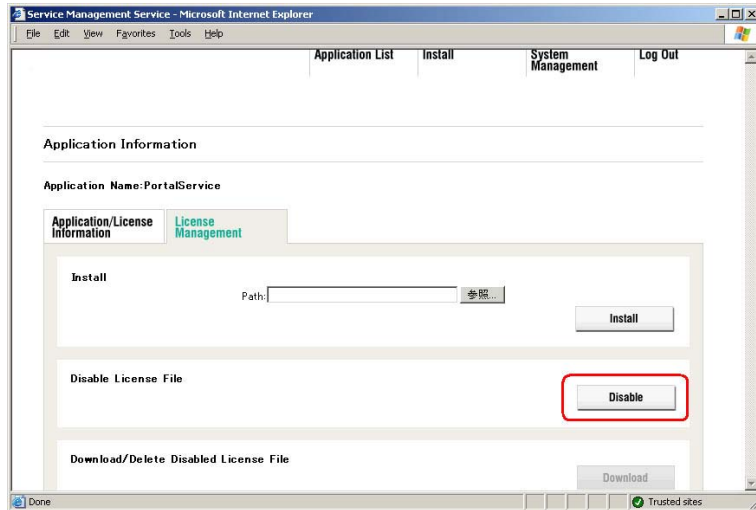 Service Management Service - Microsoft Internet Explorer
File Edit View Favorites Tools Help
Application List Install System Management Log Out
Application Information
Application Name:PortalService
Application/License Information
License Management
Install
Path: 参照...
Install
Disable License File
Disable
Download/Delete Disabled License File
Download
Done Trusted sites